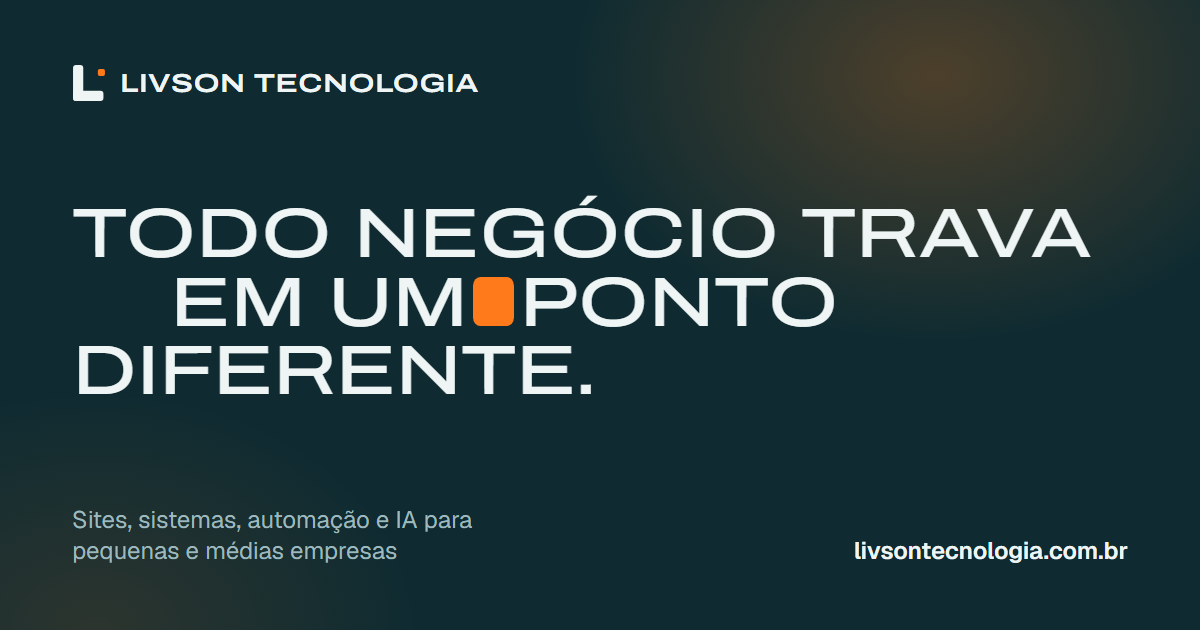 LIVSON TECNOLOGIA
TODO NEGÓCIO TRAVA
EM UM PONTO
DIFERENTE.
Sites, sistemas, automação e IA para
pequenas e médias empresas
livsontecnologia.com.br